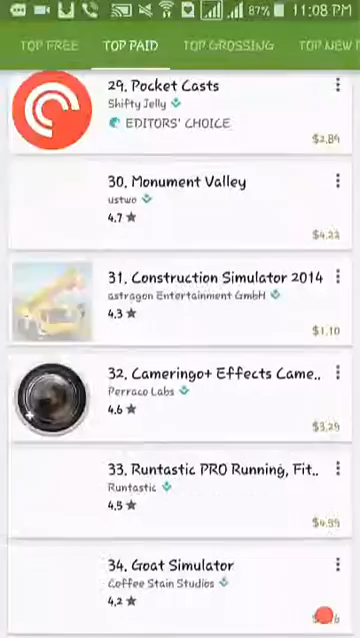 87% 11:08 PM
TOP FREE TOP PAID TOP GROSSING TOP NEW
29. Pocket Casts
Shifty Jelly
EDITORS' CHOICE
$2.89
30. Monument Valley
ustwo
4.7 ★
$4.22
31. Construction Simulator 2014
astragon Entertainment GmbH
4.3 ★
$1.10
32. Cameringo+ Effects Came..
Perraco Labs
4.6 ★
$3.29
33. Runtastic PRO Running, Fit..
Runtastic
4.5 ★
$4.99
34. Goat Simulator
Coffee Stain Studios
4.2 ★